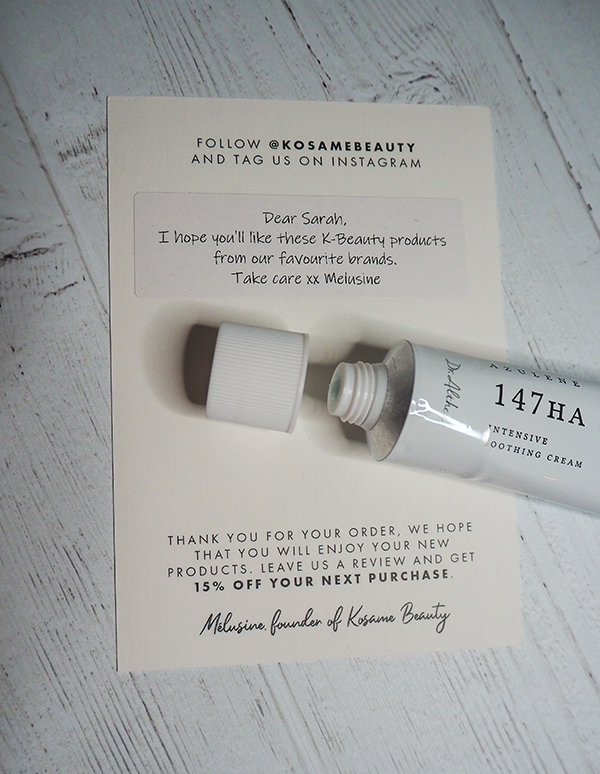 FOLLOW @KOSAMEBEAUTY
AND TAG US ON INSTAGRAM
Dear Sarah,
I hope you'll like these K-Beauty products
from our favourite brands.
Take care xx Melusine
AZULENE
147HA
INTENSIVE
OOTHING CREAM
THANK YOU FOR YOUR ORDER, WE HOPE
THAT YOU WILL ENJOY YOUR NEW
PRODUCTS. LEAVE US A REVIEW AND GET
15% OFF YOUR NEXT PURCHASE.
Mélusine, founder of Kosame Beauty